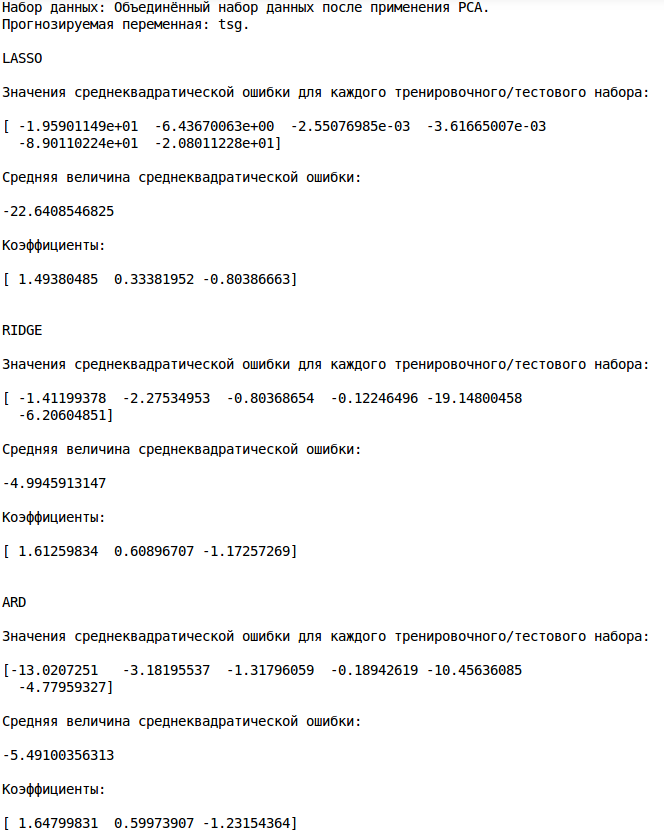 Набор данных: Объединённый набор данных после применения PCA.
Прогнозируемая переменная: tsg.
LASSO
Значения среднеквадратической ошибки для каждого тренировочного/тестового набора:
[ -1.95901149e+01  -6.43670063e+00  -2.55076985e-03  -3.61665007e-03
  -8.90110224e+01  -2.08011228e+01]
Средняя величина среднеквадратической ошибки:
-22.6408546825
Коэффициенты:
[ 1.49380485  0.33381952 -0.80386663]
RIDGE
Значения среднеквадратической ошибки для каждого тренировочного/тестового набора:
[ -1.41199378  -2.27534953  -0.80368654  -0.12246496 -19.14800458
  -6.20604851]
Средняя величина среднеквадратической ошибки:
-4.9945913147
Коэффициенты:
[ 1.61259834  0.60896707 -1.17257269]
ARD
Значения среднеквадратической ошибки для каждого тренировочного/тестового набора:
[-13.0207251   -3.18195537  -1.31796059  -0.18942619 -10.45636085
  -4.77959327]
Средняя величина среднеквадратической ошибки:
-5.49100356313
Коэффициенты:
[ 1.64799831  0.59973907 -1.23154364]